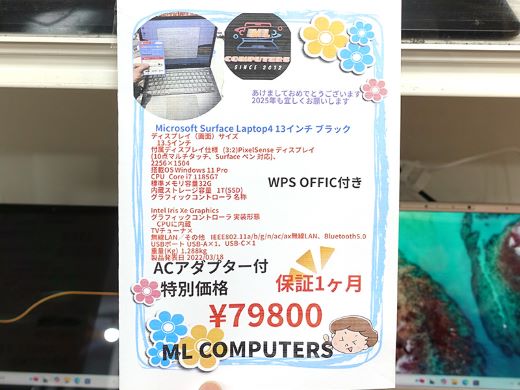 ML
COMPUTERS
SINCE 2012
あけましておめでとうございます
2025年も宜しくお願いします
Microsoft Surface Laptop4 13インチ ブラック
ディスプレイ（画面）サイズ
13.5インチ
付属ディスプレイ仕様 (3:2)PixelSense ディスプレイ
(10点マルチタッチ、Surface ペン 対応)、
2256×1504
搭載OS Windows 11 Pro
CPU Core i7 1185G7
標準メモリ容量32G
内蔵ストレージ容量 1T(SSD)
グラフィックコントローラ 名称
WPS OFFIC付き
Intel Iris Xe Graphics
グラフィックコントローラ 実装形態
CPUに内蔵
TVチューナ×
無線LAN／その他 IEEE802.11a/b/g/n/ac/ax無線LAN、Bluetooth5.0
USBポート USB-A×1、USB-C×1
重量(Kg) 1.288kg
製品発表日 2022/03/18
ACアダプター付
特別価格
保証1ヶ月
¥79800
ML COMPUTERS